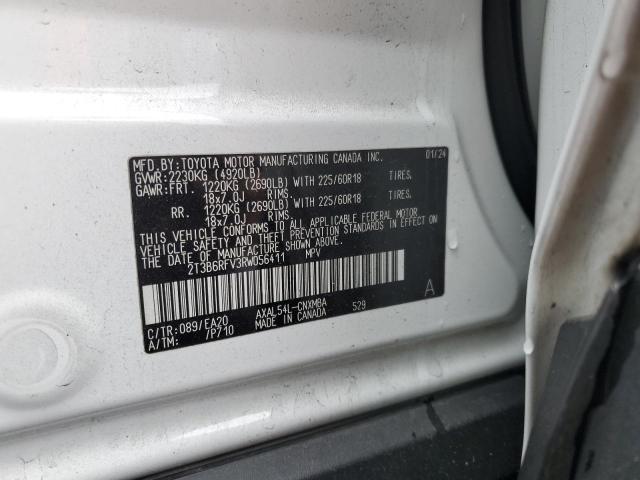 MFD.BY:TOYOTA MOTOR MANUFACTURING CANADA INC. 01/24
GVWR:2230KG (4920LB)
GAWR:FRT. 1220KG (2690LB) WITH 225/60R18 TIRES.
18x7.0J RIMS.
RR. 1220KG (2690LB) WITH 225/60R18 TIRES.
18x7.0J RIMS.
THIS VEHICLE CONFORMS TO ALL APPLICABLE FEDERAL MOTOR
VEHICLE SAFETY AND THEFT PREVENTION STANDARDS IN EFFECT
ON THE DATE OF MANUFACTURE SHOWN ABOVE.
2T3B6RFV3RW056411 MPV
C/TR:089/EA20 AXAL54L-CNXMBA 529 A
A/TM: /P710 MADE IN CANADA